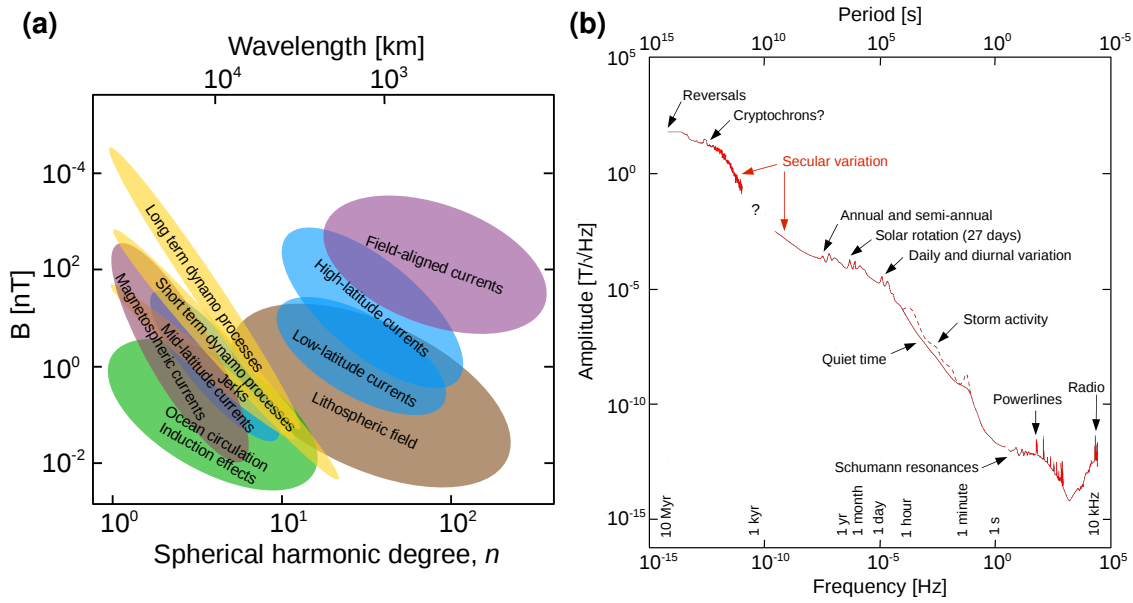 (a)
Wavelength [km]
10^4
10^3
B [nT]
10^-4
10^2
10^0
10^-2
Long term dynamo processes
Short term dynamo processes
Magnetospheric currents
Mid-latitude currents
Jerks
Ocean circulation
Induction effects
Field-aligned currents
High-latitude currents
Low-latitude currents
Lithospheric field
10^0
10^1
10^2
Spherical harmonic degree, n
(b)
Period [s]
10^15
10^10
10^5
10^0
10^-5
Amplitude [T/√Hz]
10^5
10^0
10^-5
10^-10
10^-15
Reversals
Cryptochrons?
Secular variation
?
Annual and semi-annual
Solar rotation (27 days)
Daily and diurnal variation
Storm activity
Quiet time
Powerlines
Radio
Schumann resonances
10 Myr
1 kyr
1 yr
1 month
1 day
1 hour
1 minute
1 s
10 kHz
10^-15
10^-10
10^-5
10^0
10^5
Frequency [Hz]